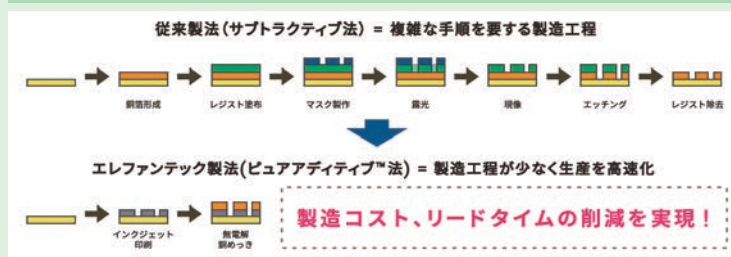 従来製法(サブトラクティブ法) = 複雑な手順を要する製造工程
銅箔形成
レジスト塗布
マスク製作
露光
現像
エッチング
レジスト除去
エレファンテック製法(ピュアアディティブ™法) = 製造工程が少なく生産を高速化
インクジェット
印刷
無電解
銅めっき
製造コスト、リードタイムの削減を実現!